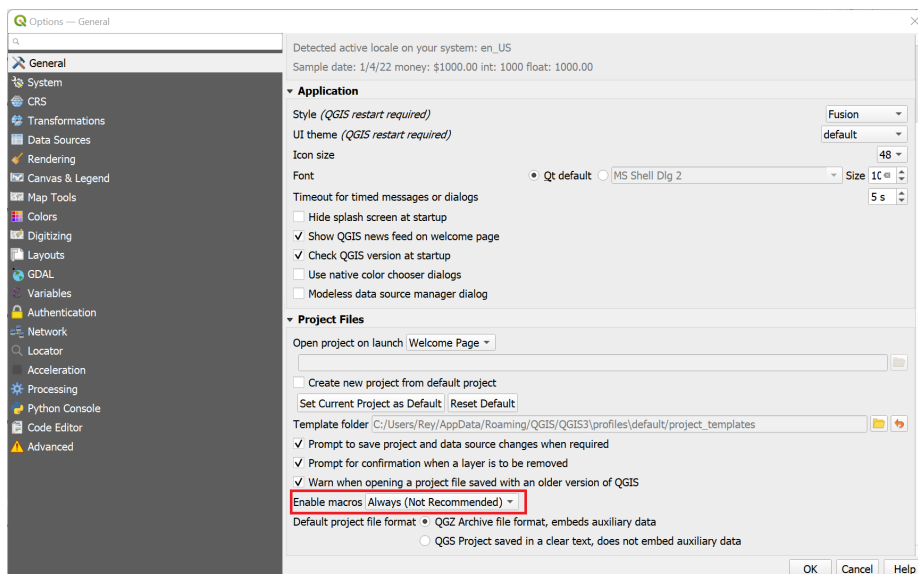 Options — General
General
System
CRS
Transformations
Data Sources
Rendering
Canvas & Legend
Map Tools
Colors
Digitizing
Layouts
GDAL
Variables
Authentication
Network
Locator
Acceleration
Processing
Python Console
Code Editor
Advanced
Detected active locale on your system: en_US
Sample date: 1/4/22 money: $1000.00 int: 1000 float: 1000.00
Application
Style (QGIS restart required) Fusion
UI theme (QGIS restart required) default
Icon size 48
Font Qt default MS Shell Dlg 2 Size
Timeout for timed messages or dialogs 5 s
Hide splash screen at startup
Show QGIS news feed on welcome page
Check QGIS version at startup
Use native color chooser dialogs
Modeless data source manager dialog
Project Files
Open project on launch Welcome Page
Create new project from default project
Set Current Project as Default Reset Default
Template folder C:/Users/Rey/AppData/Roaming/QGIS/QGIS3\profiles\default/project_templates
Prompt to save project and data source changes when required
Prompt for confirmation when a layer is to be removed
Warn when opening a project file saved with an older version of QGIS
Enable macros Always (Not Recommended)
Default project file format QGZ Archive file format, embeds auxiliary data
QGS Project saved in a clear text, does not embed auxiliary data
OK Cancel Help